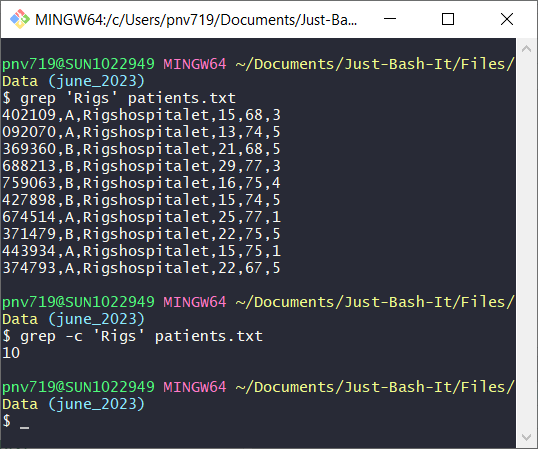 MINGW64:/c/Users/pnv719/Documents/Just-Ba...
pnv719@SUN1022949 MINGW64 ~/Documents/Just-Bash-It/Files/
Data (june_2023)
$ grep 'Rigs' patients.txt
402109,A,Rigshospitalet,15,68,3
092070,A,Rigshospitalet,13,74,5
369360,B,Rigshospitalet,21,68,5
688213,B,Rigshospitalet,29,77,3
759063,B,Rigshospitalet,16,75,4
427898,B,Rigshospitalet,15,74,5
674514,A,Rigshospitalet,25,77,1
371479,B,Rigshospitalet,22,75,5
443934,A,Rigshospitalet,15,75,1
374793,A,Rigshospitalet,22,67,5
pnv719@SUN1022949 MINGW64 ~/Documents/Just-Bash-It/Files/
Data (june_2023)
$ grep -c 'Rigs' patients.txt
10
pnv719@SUN1022949 MINGW64 ~/Documents/Just-Bash-It/Files/
Data (june_2023)
$ _